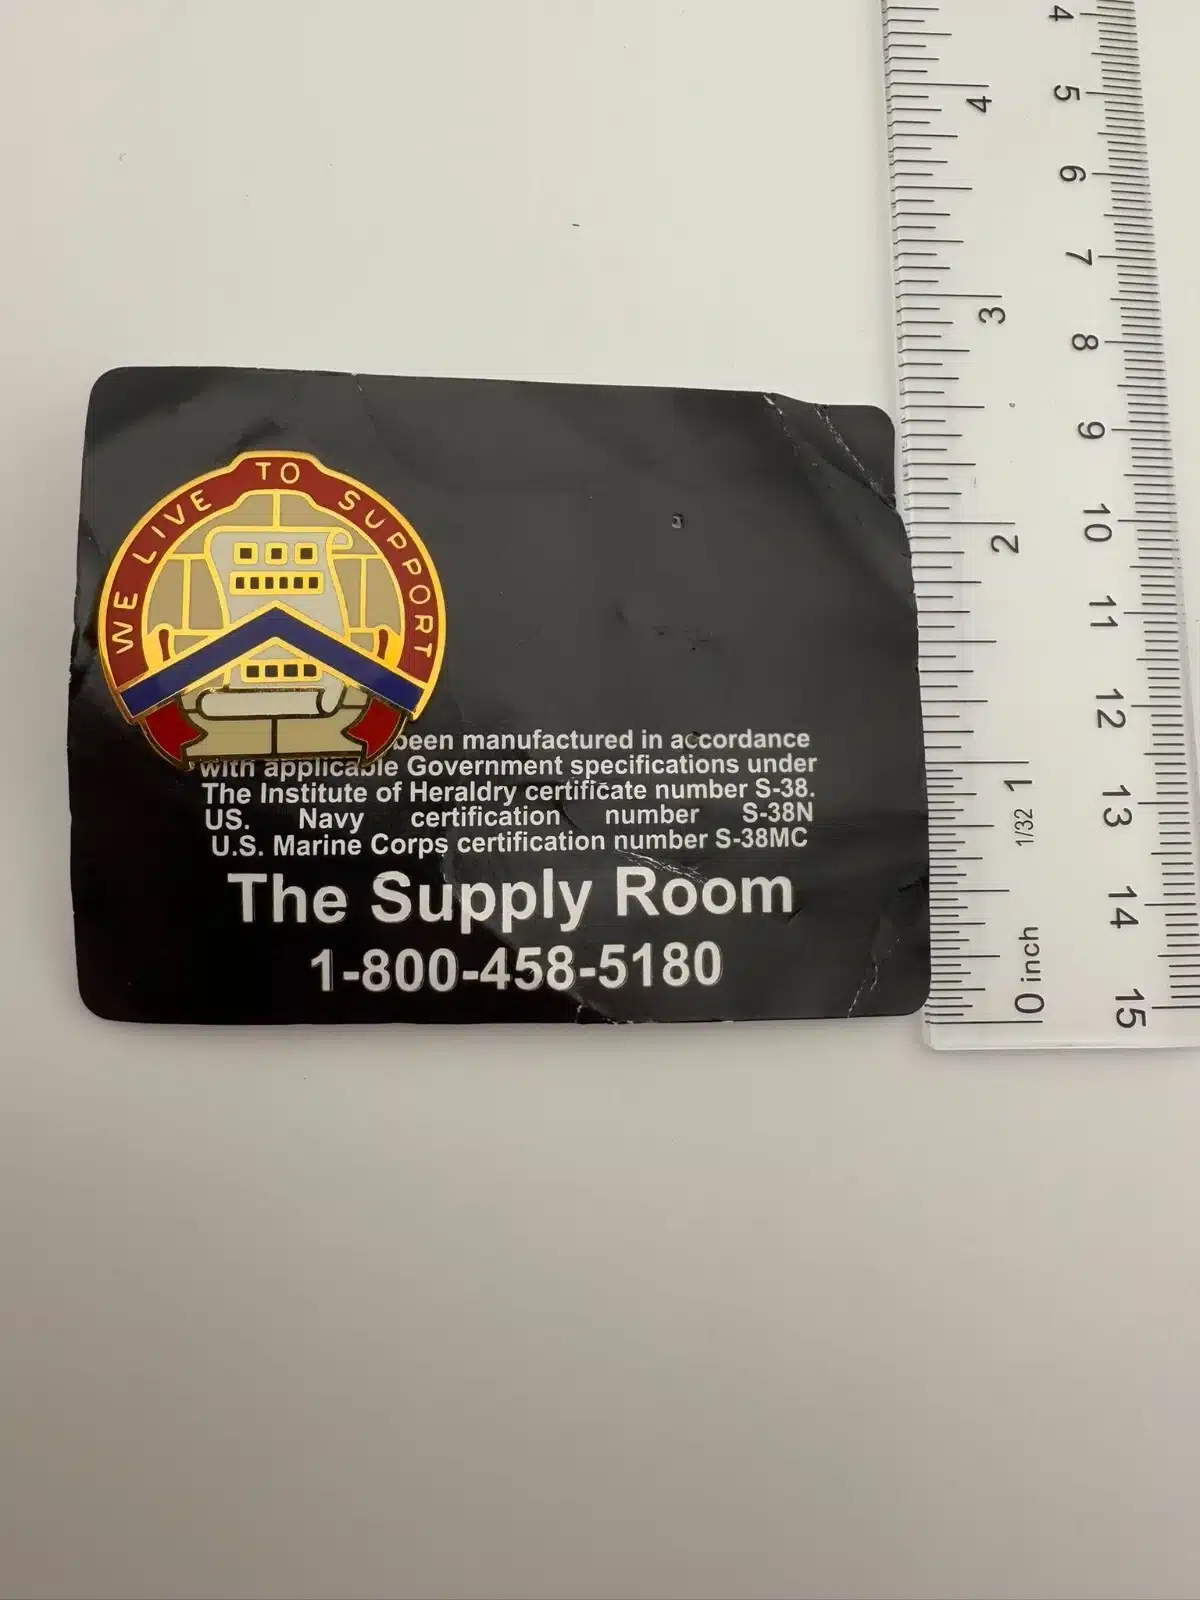 WE LIVE TO SUPPORT
been manufactured in accordance
with applicable Government specifications under
The Institute of Heraldry certificate number S-38.
US. Navy certification number S-38N
U.S. Marine Corps certification number S-38MC
The Supply Room
1-800-458-5180
4
3
2
1
1/32
0 inch
4
5
6
7
8
9
10
11
12
13
14
15